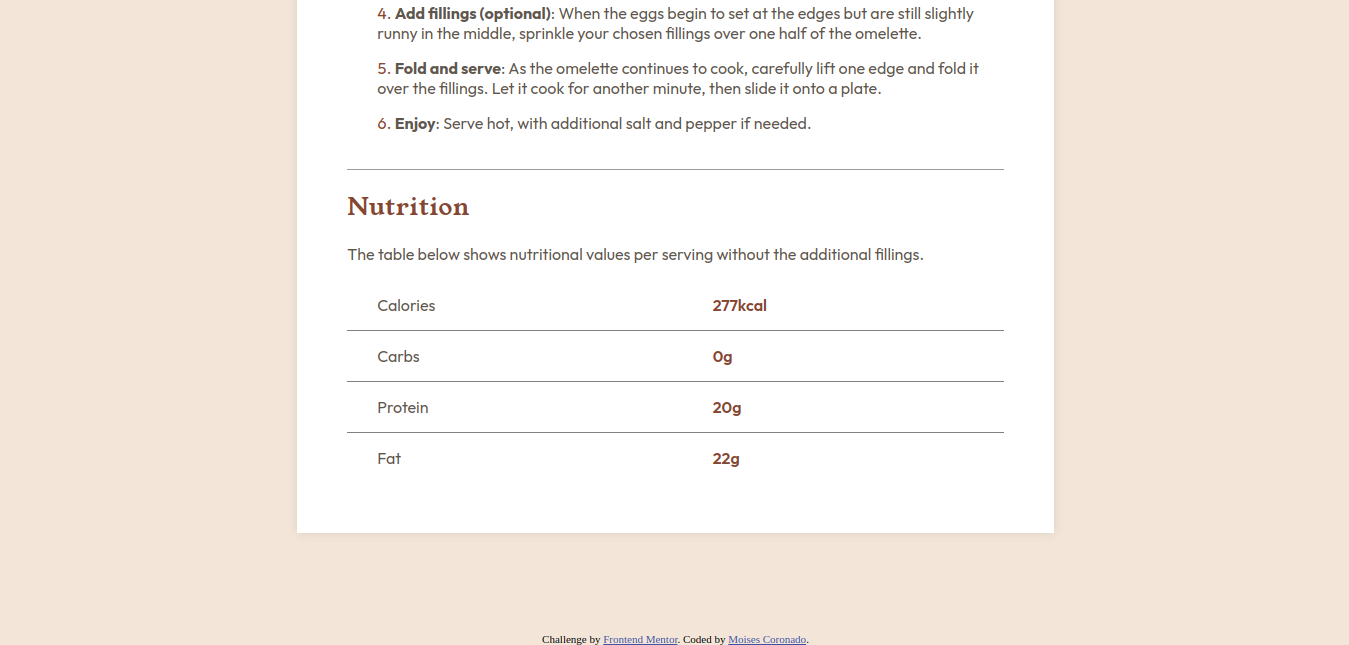 4. Add fillings (optional): When the eggs begin to set at the edges but are still slightly
runny in the middle, sprinkle your chosen fillings over one half of the omelette.
5. Fold and serve: As the omelette continues to cook, carefully lift one edge and fold it
over the fillings. Let it cook for another minute, then slide it onto a plate.
6. Enjoy: Serve hot, with additional salt and pepper if needed.
Nutrition
The table below shows nutritional values per serving without the additional fillings.
Calories 277kcal
Carbs 0g
Protein 20g
Fat 22g
Challenge by Frontend Mentor. Coded by Moises Coronado.